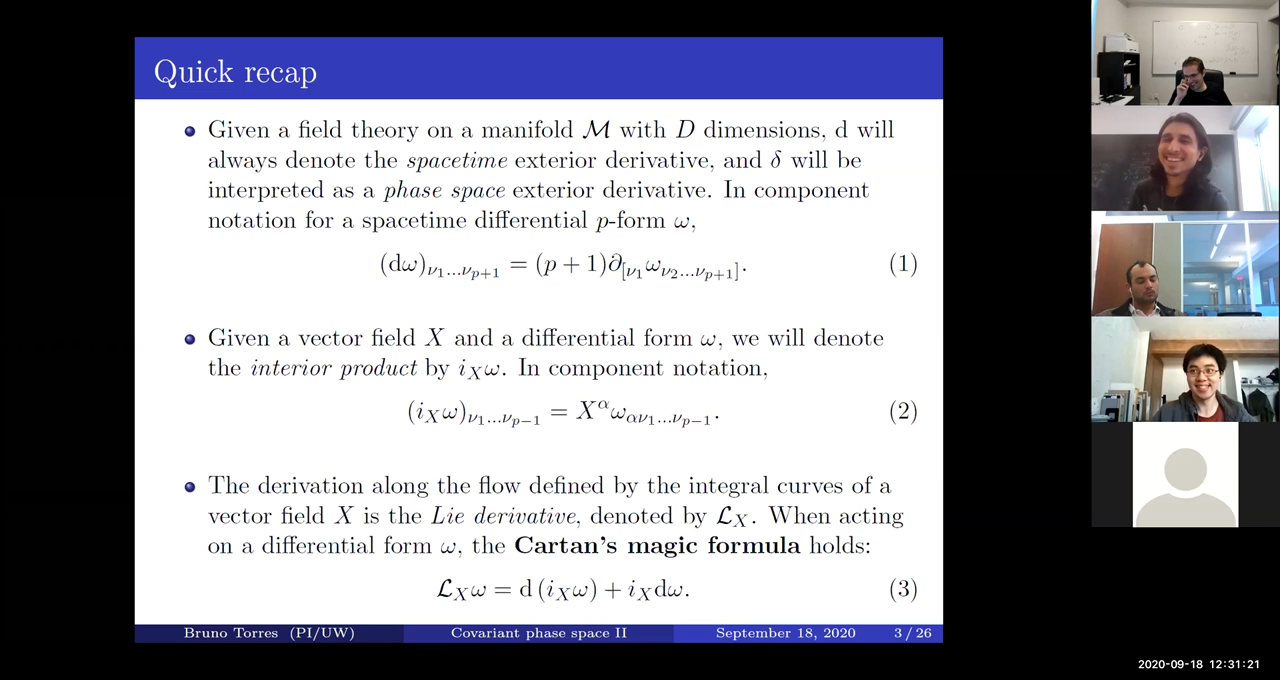 Quick recap
Given a field theory on a manifold ℳ with D dimensions, d will
always denote the spacetime exterior derivative, and δ will be
interpreted as a phase space exterior derivative. In component
notation for a spacetime differential p-form ω,
(dω)_{ν₁…ν_{p+1}} = (p + 1)∂_{[ν₁}ω_{ν₂…ν_{p+1}]}. (1)
Given a vector field X and a differential form ω, we will denote
the interior product by i_Xω. In component notation,
(i_Xω)_{ν₁…ν_{p−1}} = X^αω_{αν₁…ν_{p−1}}. (2)
The derivation along the flow defined by the integral curves of a
vector field X is the Lie derivative, denoted by ℒ_X. When acting
on a differential form ω, the Cartan's magic formula holds:
ℒ_Xω = d (i_Xω) + i_Xdω. (3)
Bruno Torres (PI/UW) Covariant phase space II September 18, 2020 3 / 26
2020-09-18 12:31:21